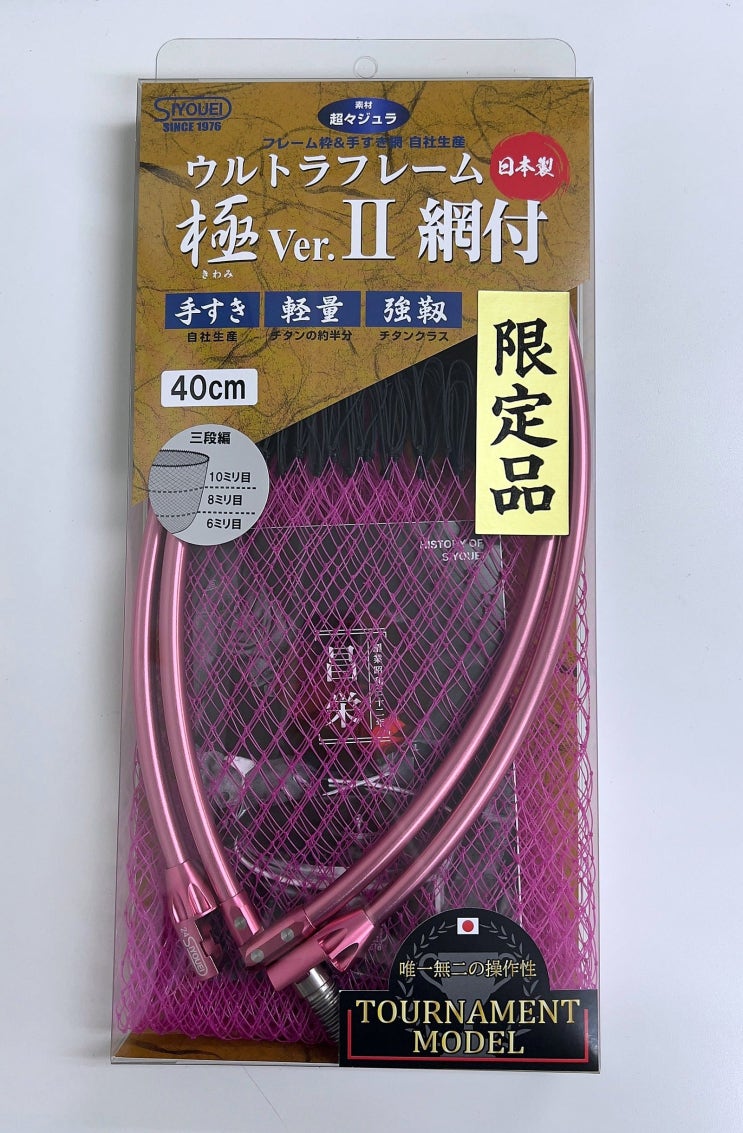 SIYOUEI
SINCE 1976
素材
超々ジュラ
フレーム枠&手すき網 自社生産
ウルトラフレーム
日本製
極 Ver.Ⅱ 網付
きわみ
手すき 軽量 強靱
自社生産 チタンの約半分 チタンクラス
限定品
40cm
三段編
10ミリ目
8ミリ目
6ミリ目
HISTORY OF
SIYOUEI
昌栄
24 SIYOUEI
唯一無二の操作性
TOURNAMENT
MODEL